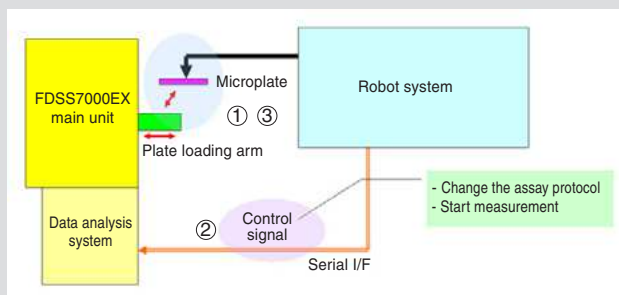 FDSS7000EX
main unit
Microplate
① ③
Plate loading arm
Robot system
Data analysis
system
②
Control
signal
Serial I/F
- Change the assay protocol
- Start measurement